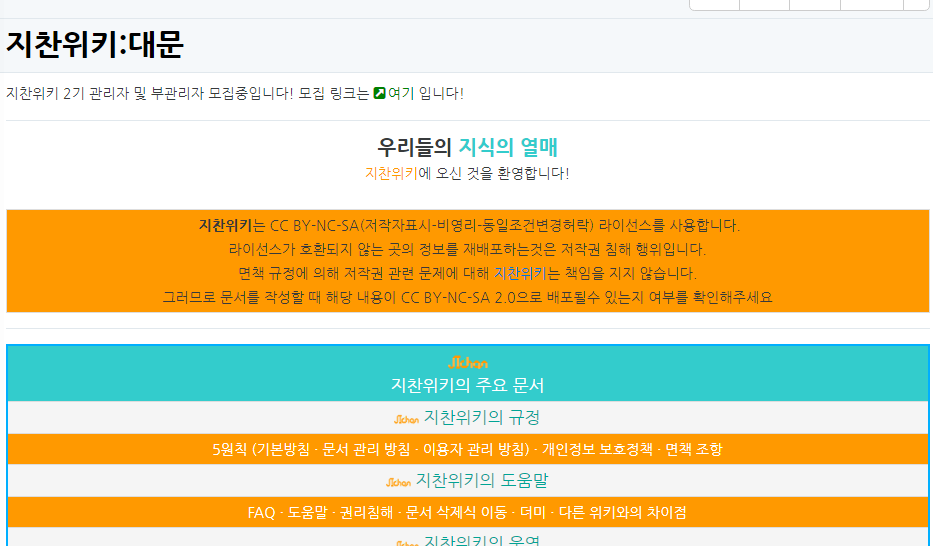 지찬위키:대문
지찬위키 2기 관리자 및 부관리자 모집중입니다! 모집 링크는 여기 입니다!
우리들의 지식의 열매
지찬위키에 오신 것을 환영합니다!
지찬위키는 CC BY-NC-SA(저작자표시-비영리-동일조건변경허락) 라이선스를 사용합니다.
라이선스가 호환되지 않는 곳의 정보를 재배포하는것은 저작권 침해 행위입니다.
면책 규정에 의해 저작권 관련 문제에 대해 지찬위키는 책임을 지지 않습니다.
그러므로 문서를 작성할 때 해당 내용이 CC BY-NC-SA 2.0으로 배포될수 있는지 여부를 확인해주세요
지찬위키의 주요 문서
지찬위키의 규정
5원칙 (기본방침 · 문서 관리 방침 · 이용자 관리 방침) · 개인정보 보호정책 · 면책 조항
지찬위키의 도움말
FAQ · 도움말 · 권리침해 · 문서 삭제식 이동 · 더미 · 다른 위키와의 차이점
지찬위키의 운영